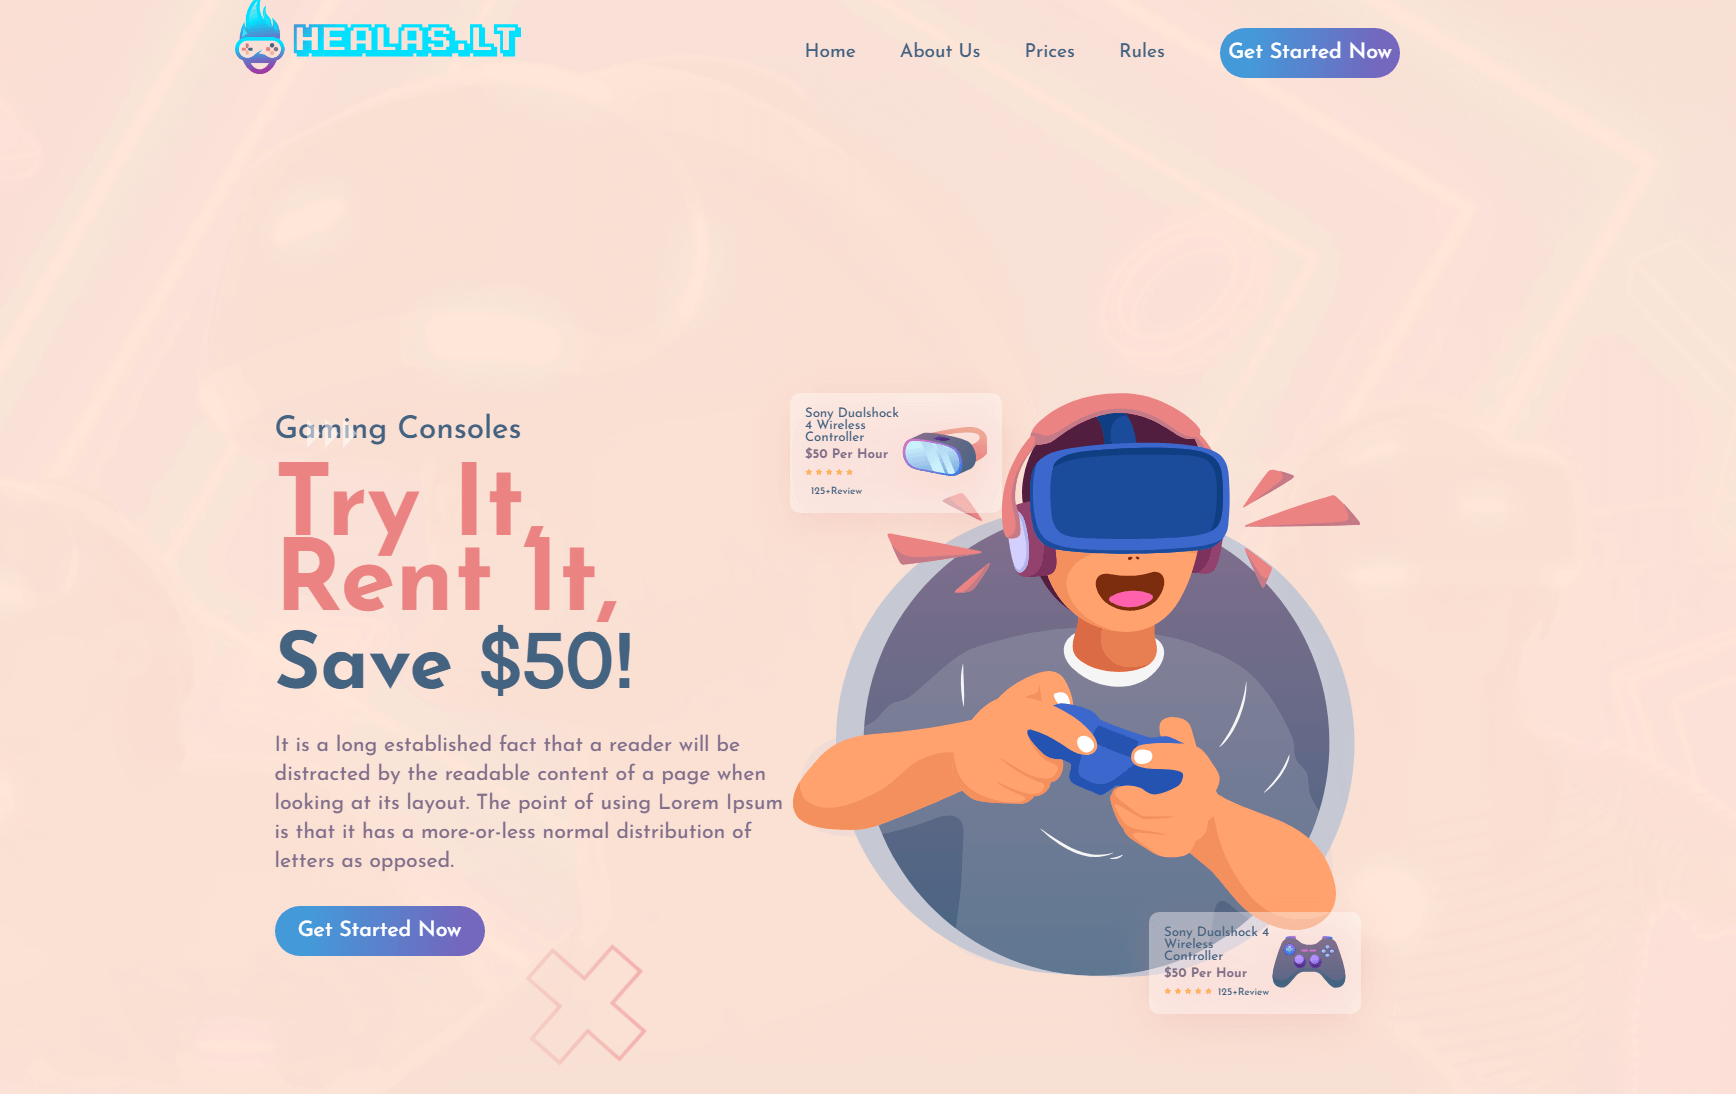 HEALAS.LT
Home
About Us
Prices
Rules
Get Started Now
Gaming Consoles
Try It,
Rent It,
Save $50!
It is a long established fact that a reader will be
distracted by the readable content of a page when
looking at its layout. The point of using Lorem Ipsum
is that it has a more-or-less normal distribution of
letters as opposed.
Get Started Now
Sony Dualshock
4 Wireless
Controller
$50 Per Hour
125+Review
Sony Dualshock 4
Wireless
Controller
$50 Per Hour
125+Review